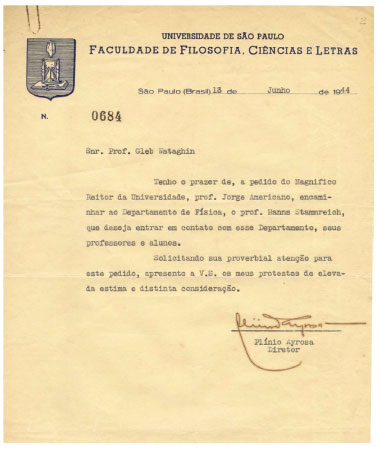 UNIVERSIDADE DE SÃO PAULO
FACULDADE DE FILOSOFIA, CIÊNCIAS E LETRAS
São Paulo (Brasil) 13 de Junho de 1944
N. 0684
Snr. Prof. Gleb Wataghin
Tenho o prazer de, a pedido do Magnífico
Reitor da Universidade, prof. Jorge Americano, encami-
nhar ao Departamento de Física, o prof. Hanns Stammreich,
que deseja entrar em contato com esse Departamento, seus
professores e alunos.
Solicitando sua proverbial atenção para
este pedido, apresento a V.S. os meus protestos de eleva-
da estima e distinta consideração.
Plínio Ayrosa
Plínio Ayrosa
Diretor